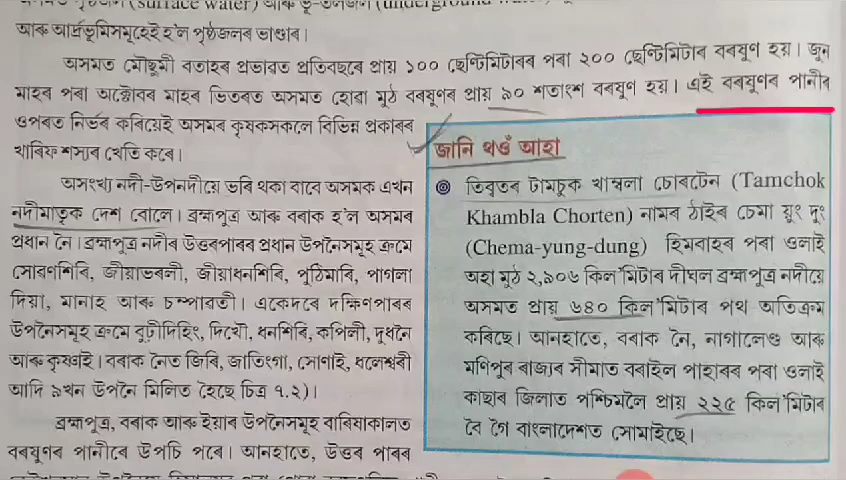 (surface water) আৰু ভূ-তলজল (underground water)
আৰু আৰ্দ্ৰভূমিসমূহেই হ'ল পৃষ্ঠজলৰ ভাণ্ডাৰ।
অসমত মৌছুমী বতাহৰ প্ৰভাৱত প্ৰতিবছৰে প্ৰায় ১০০ ছেণ্টিমিটাৰৰ পৰা ২০০ ছেণ্টিমিটাৰ বৰষুণ হয়। জুন
মাহৰ পৰা অক্টোবৰ মাহৰ ভিতৰত অসমত হোৱা মুঠ বৰষুণৰ প্ৰায় ৯০ শতাংশ বৰষুণ হয়। এই বৰষুণৰ পানীৰ
ওপৰত নিৰ্ভৰ কৰিয়েই অসমৰ কৃষকসকলে বিভিন্ন প্ৰকাৰৰ
খাৰিফ শস্যৰ খেতি কৰে।
অসংখ্য নদী-উপনদীয়ে ভৰি থকা বাবে অসমক এখন
নদীমাতৃক দেশ বোলে। ব্ৰহ্মপুত্ৰ আৰু বৰাক হ'ল অসমৰ
প্ৰধান নৈ। ব্ৰহ্মপুত্ৰ নদীৰ উত্তৰপাৰৰ প্ৰধান উপনৈসমূহ ক্ৰমে
সোৱণশিৰি, জীয়াভৰলী, জীয়াধনশিৰি, পুঠিমাৰি, পাগলা
দিয়া, মানাহ আৰু চম্পাৱতী। একেদৰে দক্ষিণপাৰৰ
উপনৈসমূহ ক্ৰমে বুঢ়ীদিহিং, দিখৌ, ধনশিৰি, কপিলী, দুধনৈ
আৰু কৃষ্ণাই। বৰাক নৈত জিৰি, জাতিংগা, সোণাই, ধলেশ্বৰী
আদি ৯খন উপনৈ মিলিত হৈছে চিত্ৰ ৭.২)।
ব্ৰহ্মপুত্ৰ, বৰাক আৰু ইয়াৰ উপনৈসমূহ বাৰিষাকালত
বৰষুণৰ পানীৰে উপচি পৰে। আনহাতে, উত্তৰ পাৰৰ
জানি থওঁ আহা
তিব্বতৰ টামচুক খাম্বলা চোৰটেন (Tamchok
Khambla Chorten) নামৰ ঠাইৰ চেমা য়ুং দুং
(Chema-yung-dung) হিমবাহৰ পৰা ওলাই
অহা মুঠ ২,৯০৬ কিল'মিটাৰ দীঘল ব্ৰহ্মপুত্ৰ নদীয়ে
অসমত প্ৰায় ৬৪০ কিল'মিটাৰ পথ অতিক্ৰম
কৰিছে। আনহাতে, বৰাক নৈ, নাগালেণ্ড আৰু
মণিপুৰ ৰাজ্যৰ সীমাত বৰাইল পাহাৰৰ পৰা ওলাই
কাছাৰ জিলাত পশ্চিমলৈ প্ৰায় ২২৫ কিল'মিটাৰ
বৈ গৈ বাংলাদেশত সোমাইছে।